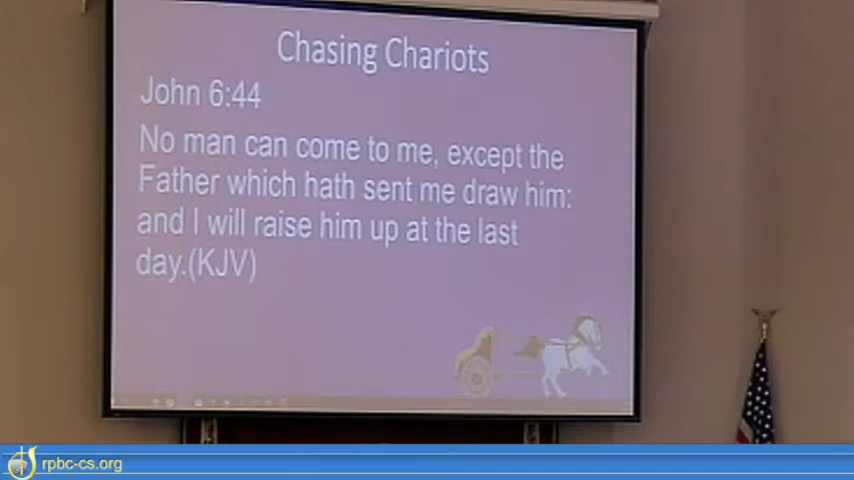 Chasing Chariots
John 6:44
No man can come to me, except the
Father which hath sent me draw him:
and I will raise him up at the last
day.(KJV)
rpbc-cs.org